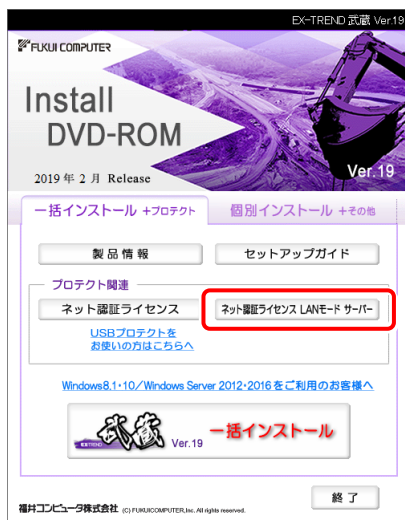 EX-TREND 武蔵 Ver.19
FUKUI COMPUTER
Install
DVD-ROM
2019 年 2 月 Release
Ver.19
一括インストール +プロテクト
個別インストール +その他
製品情報
セットアップガイド
プロテクト関連
ネット認証ライセンス
ネット認証ライセンス LANモード サーバー
USBプロテクトを
お使いの方はこちらへ
Windows8.1・10／Windows Server 2012・2016をご利用のお客様へ
EX-TREND 武蔵 Ver.19
一括インストール
終了
福井コンピュータ株式会社 (C) FUKUICOMPUTER,Inc. All rights reserved.